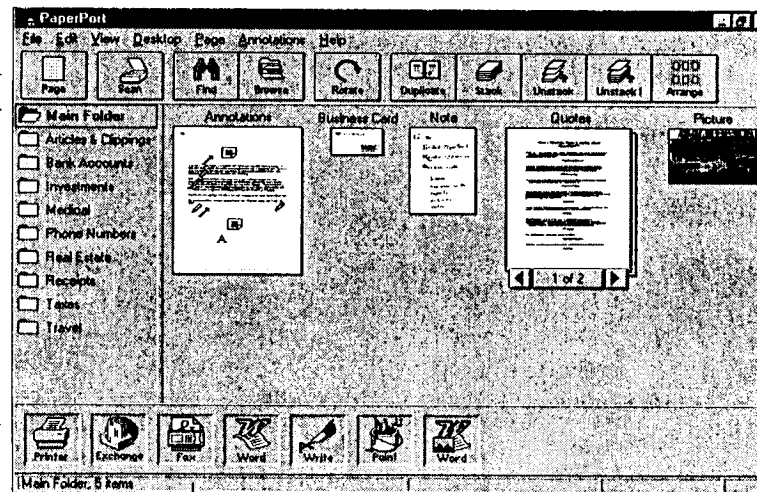 PaperPort
File Edit View Desktop Page Annotations Help
Page Scan Find Browse Rotate Duplicate Stack Unstack Unstack! Arrange
Main Folder
Articles & Clippings
Bank Accounts
Investments
Medical
Phone Numbers
Real Estate
Receipts
Taxes
Travel
Annotations Business Card Note Quotes Picture
A
1 of 2
Printer Exchange Fax Word Write Paint Word
Main Folder, 5 items